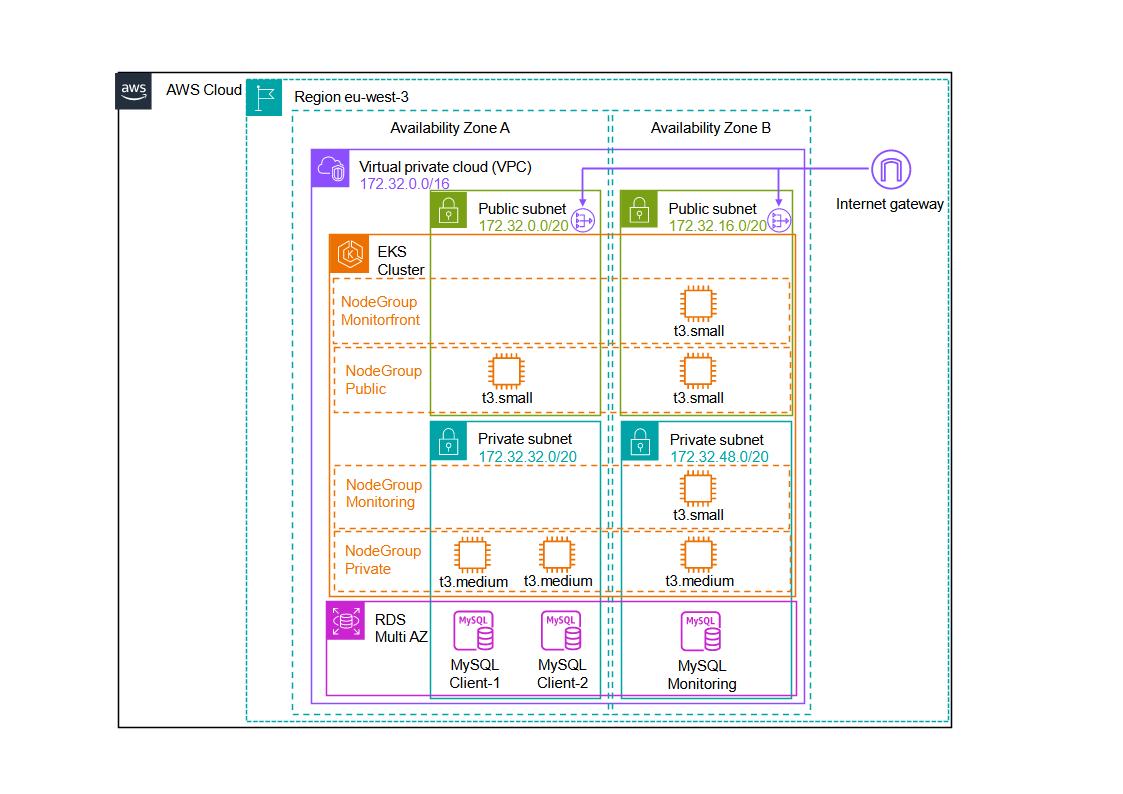 aws
AWS Cloud
Region eu-west-3
Availability Zone A
Availability Zone B
Virtual private cloud (VPC)
172.32.0.0/16
Internet gateway
Public subnet
172.32.0.0/20
Public subnet
172.32.16.0/20
EKS
Cluster
NodeGroup
Monitorfront
t3.small
NodeGroup
Public
t3.small
t3.small
Private subnet
172.32.32.0/20
Private subnet
172.32.48.0/20
NodeGroup
Monitoring
t3.small
NodeGroup
Private
t3.medium
t3.medium
t3.medium
RDS
Multi AZ
MySQL
MySQL
Client-1
MySQL
MySQL
Client-2
MySQL
MySQL
Monitoring